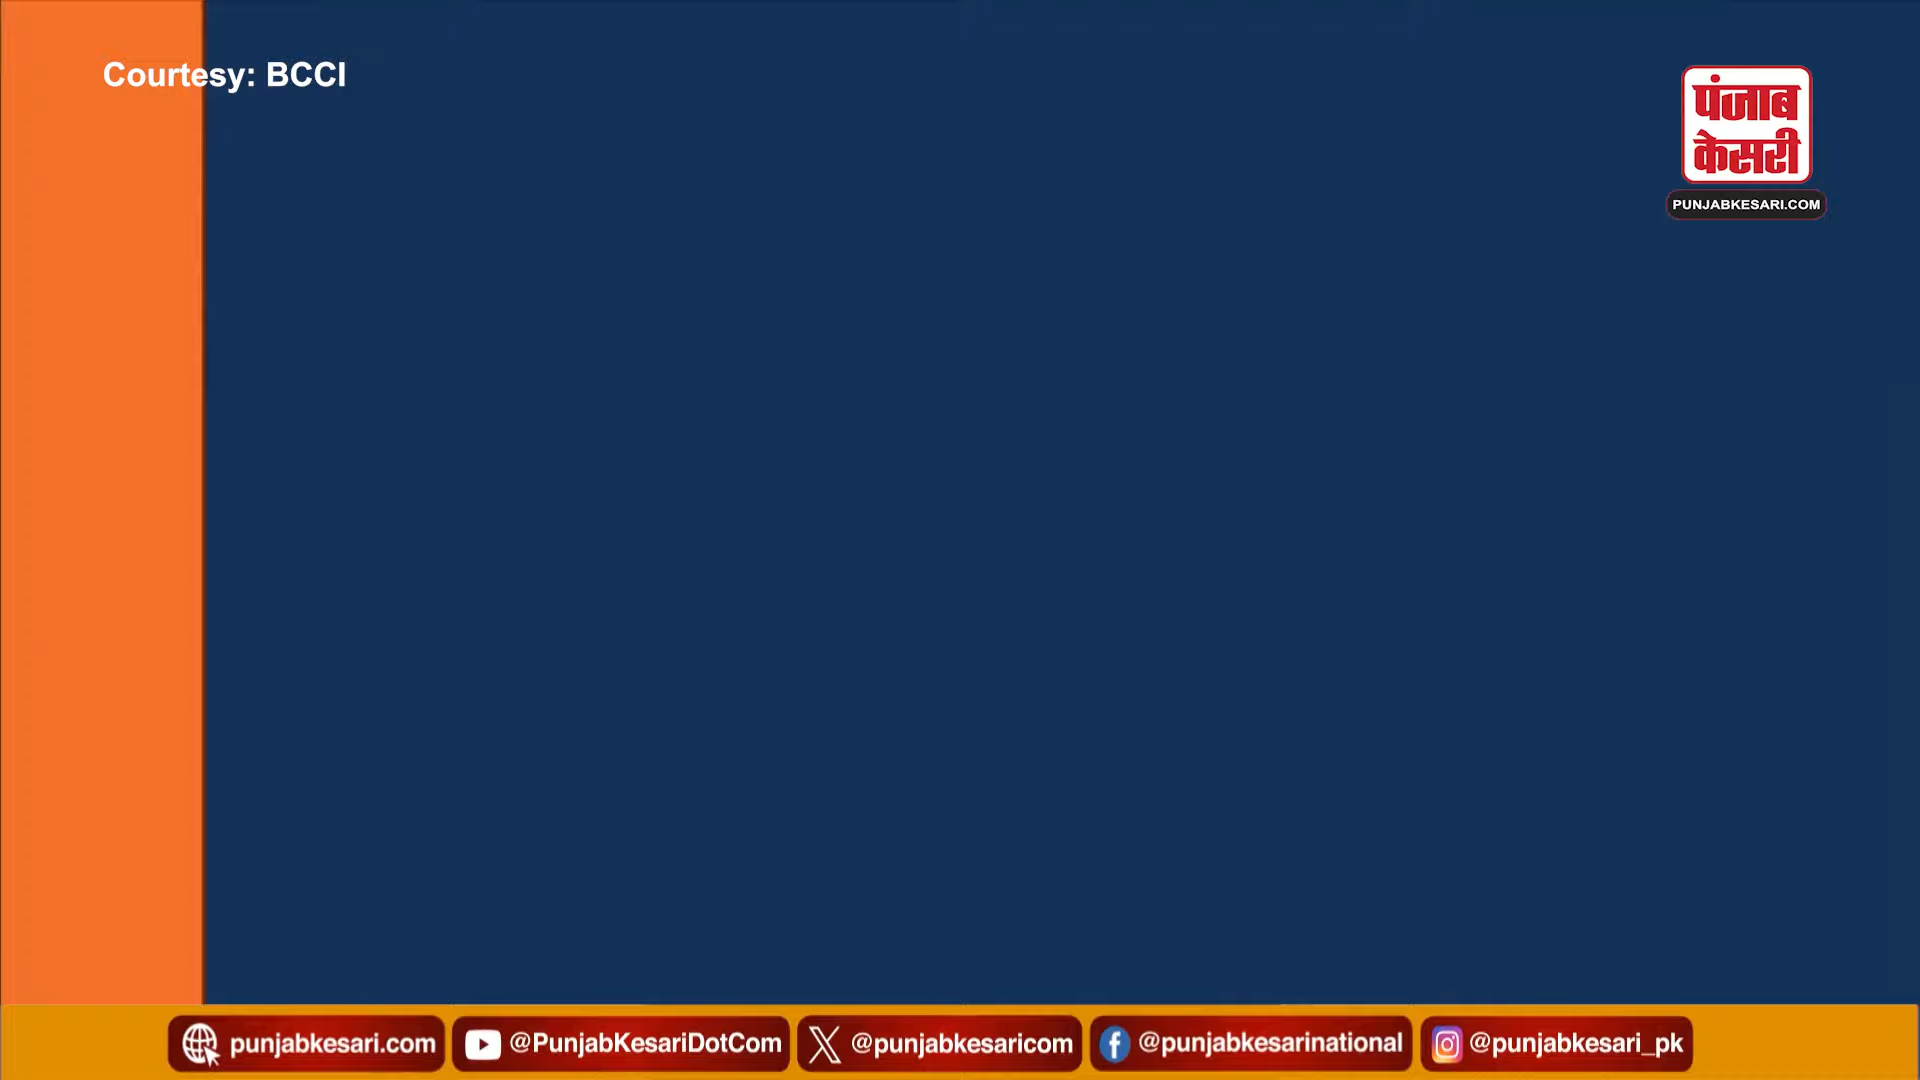 Courtesy: BCCI
पंजाब
केसरी
PUNJABKESARI.COM
punjabkesari.com @PunjabKesariDotCom @punjabkesaricom @punjabkesarinational @punjabkesari_pk